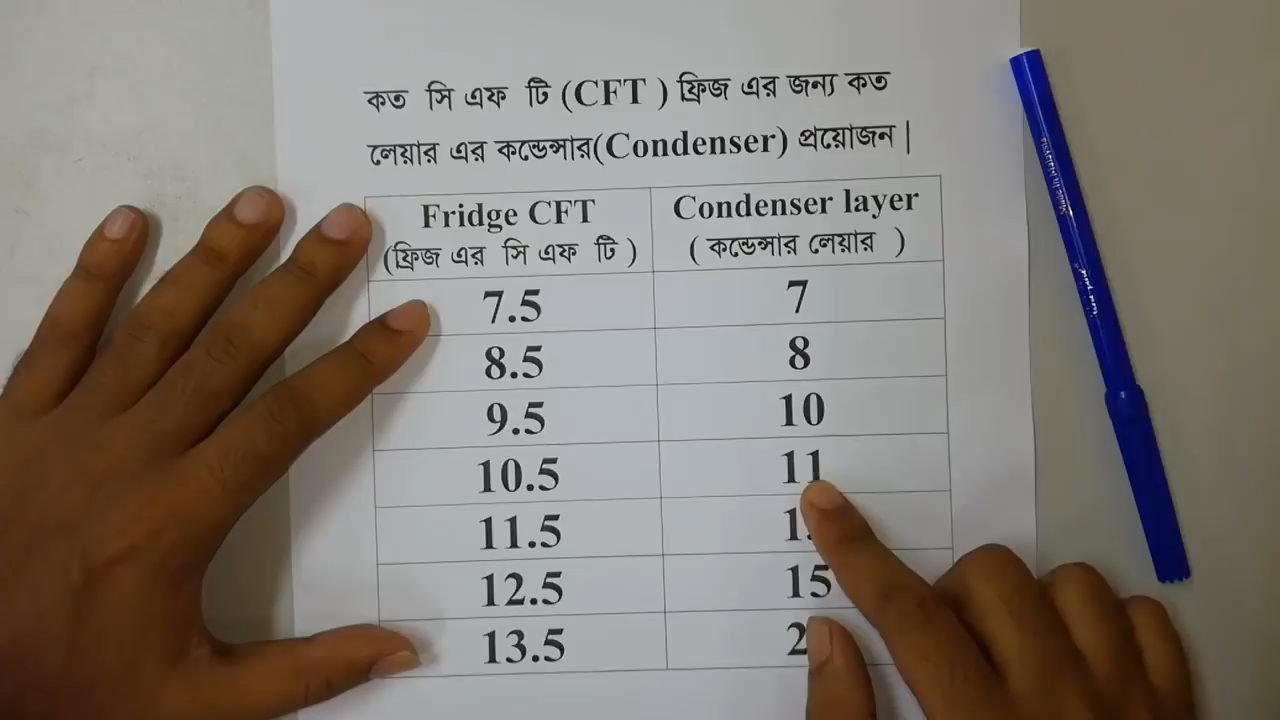 কত সি এফ টি (CFT ) ফ্রিজ এর জন্য কত
লেয়ার এর কন্ডেন্সার(Condenser) প্রয়োজন|
Fridge CFT Condenser layer
(ফ্রিজ এর সি এফ টি ) ( কন্ডেন্সার লেয়ার )
7.5 7
8.5 8
9.5 10
10.5 11
11.5
12.5 15
13.5